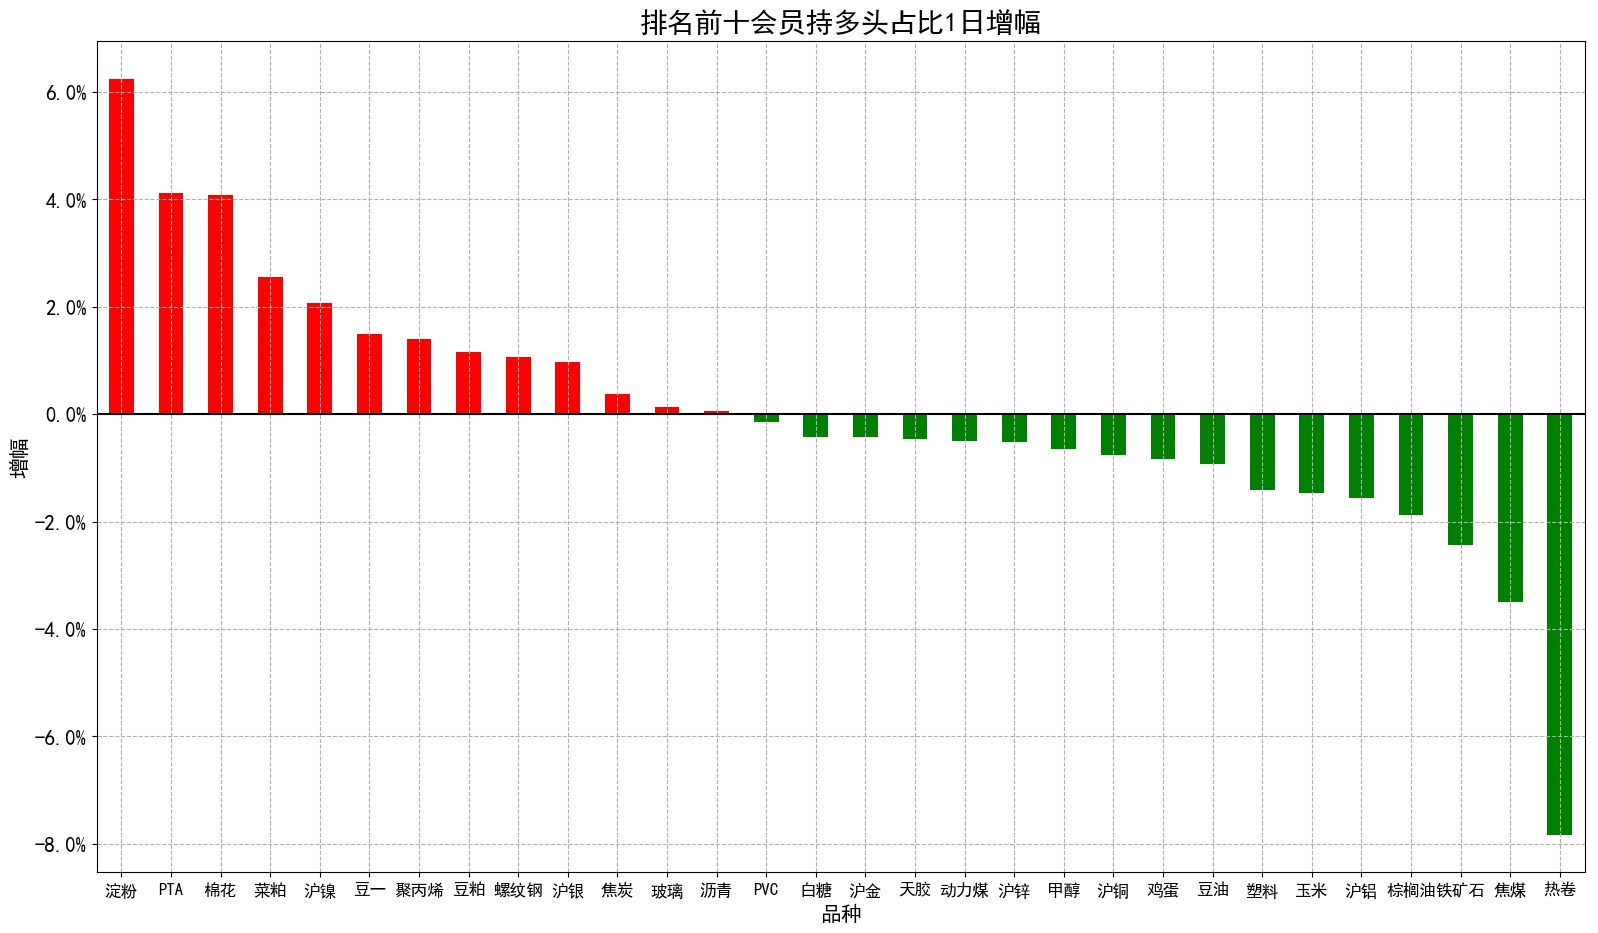 排名前十会员持多头占比1日增幅
6.0%
4.0%
2.0%
0.0%
-2.0%
-4.0%
-6.0%
-8.0%
增幅
淀粉 PTA 棉花 菜粕 沪镍 豆一 聚丙烯 豆粕 螺纹钢 沪银 焦炭 玻璃 沥青 PVC 白糖 沪金 天胶 动力煤 沪锌 甲醇 沪铜 鸡蛋 豆油 塑料 玉米 沪铝 棕榈油 铁矿石 焦煤 热卷
品种